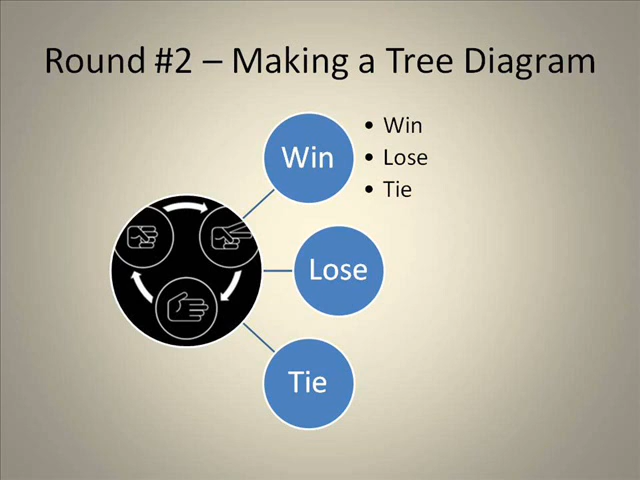 Round #2 – Making a Tree Diagram
Win
• Win
• Lose
• Tie
Lose
Tie